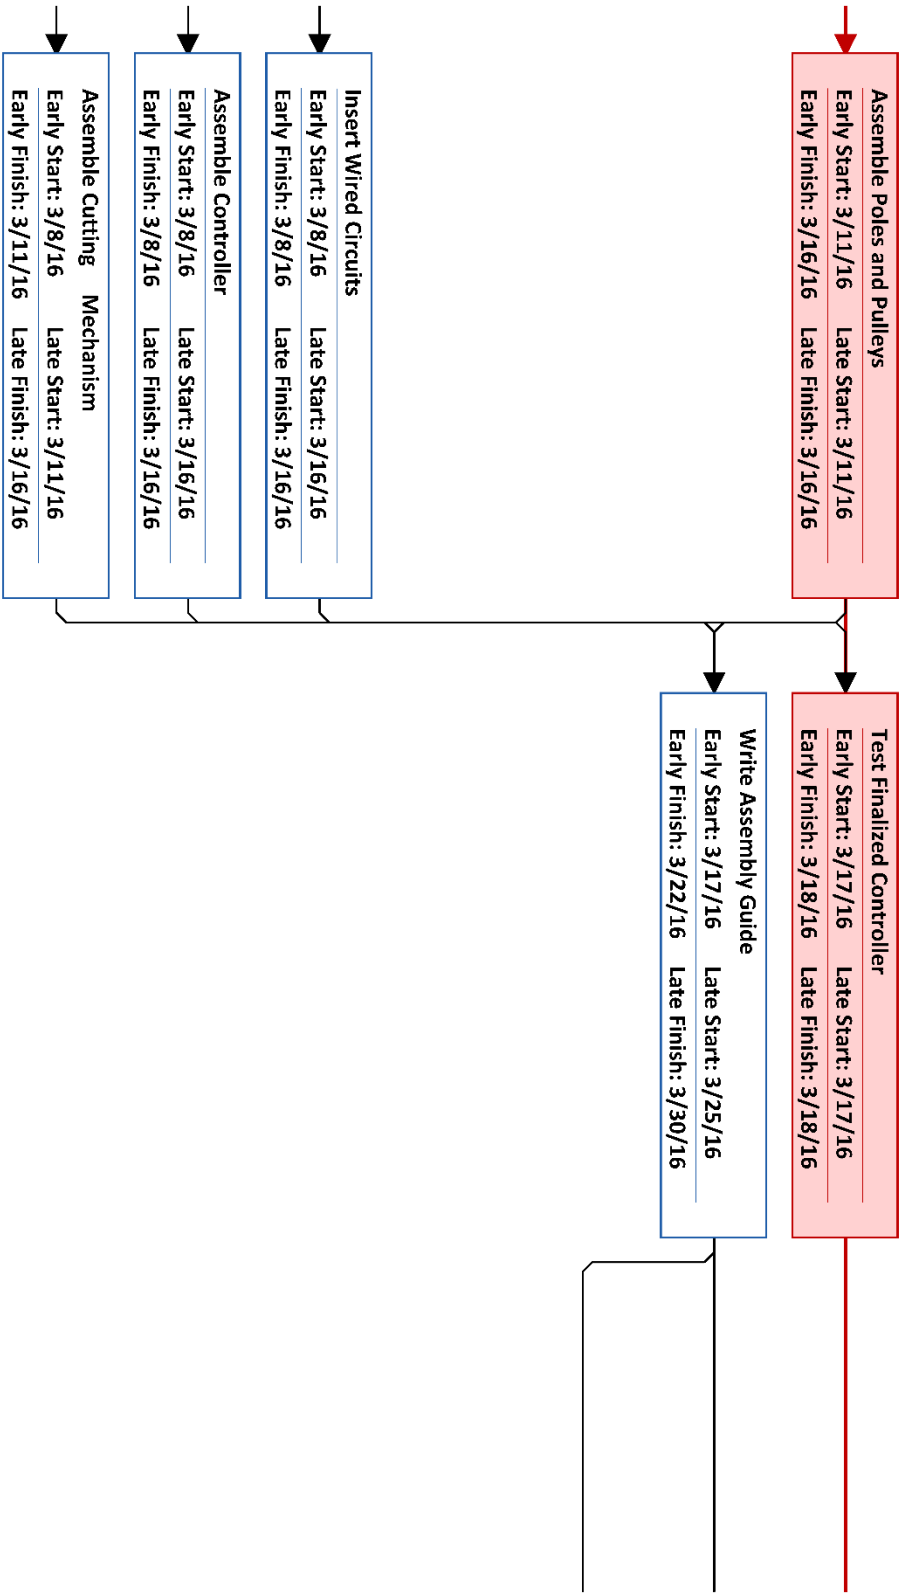 Assemble Poles and Pulleys
Early Start: 3/11/16 Late Start: 3/11/16
Early Finish: 3/16/16 Late Finish: 3/16/16
Test Finalized Controller
Early Start: 3/17/16 Late Start: 3/17/16
Early Finish: 3/18/16 Late Finish: 3/18/16
Write Assembly Guide
Early Start: 3/17/16 Late Start: 3/25/16
Early Finish: 3/22/16 Late Finish: 3/30/16
Insert Wired Circuits
Early Start: 3/8/16 Late Start: 3/16/16
Early Finish: 3/8/16 Late Finish: 3/16/16
Assemble Controller
Early Start: 3/8/16 Late Start: 3/16/16
Early Finish: 3/8/16 Late Finish: 3/16/16
Assemble Cutting Mechanism
Early Start: 3/8/16 Late Start: 3/11/16
Early Finish: 3/11/16 Late Finish: 3/16/16